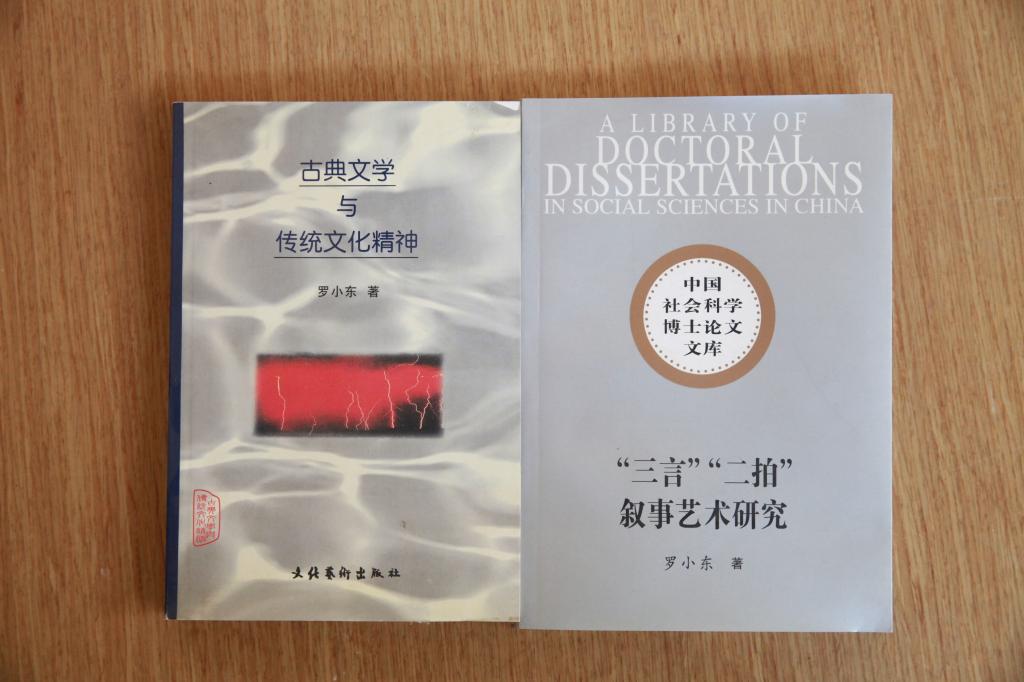 古典文学
与
传统文化精神
罗小东 著
文化藝術出版社
A LIBRARY OF
DOCTORAL
DISSERTATIONS
IN SOCIAL SCIENCES IN CHINA
中国
社会科学
博士论文
文库
“三言”“二拍”
叙事艺术研究
罗小东 著